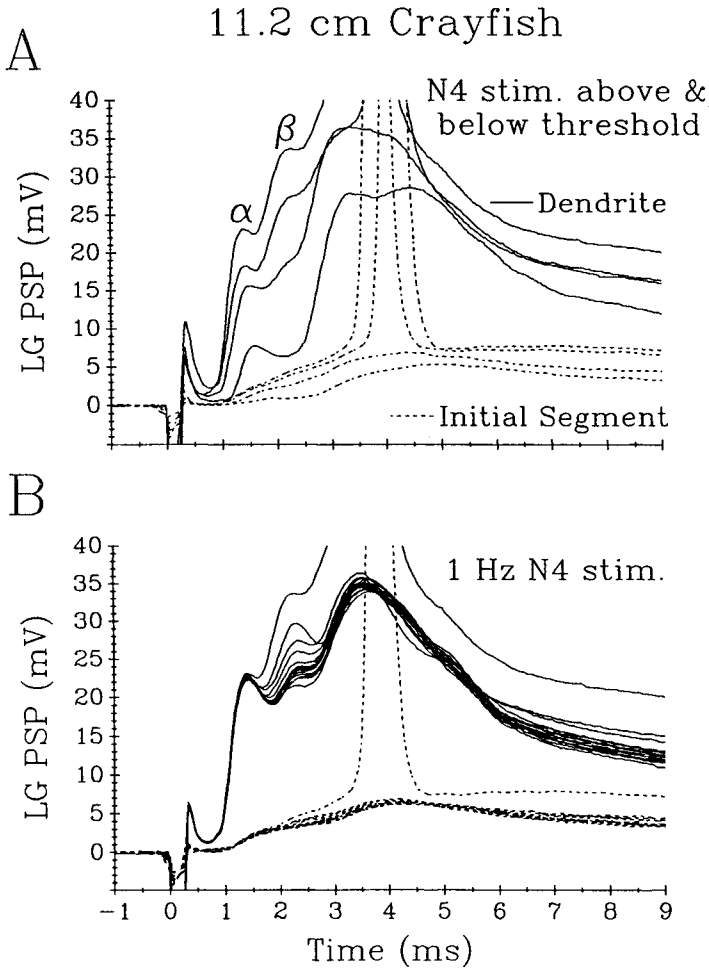 11.2 cm Crayfish
A
N4 stim. above &
below threshold
β
α
Dendrite
Initial Segment
LG PSP (mV)
40
35
30
25
20
15
10
5
0
B
1 Hz N4 stim.
LG PSP (mV)
40
35
30
25
20
15
10
5
0
-1 0 1 2 3 4 5 6 7 8 9
Time (ms)